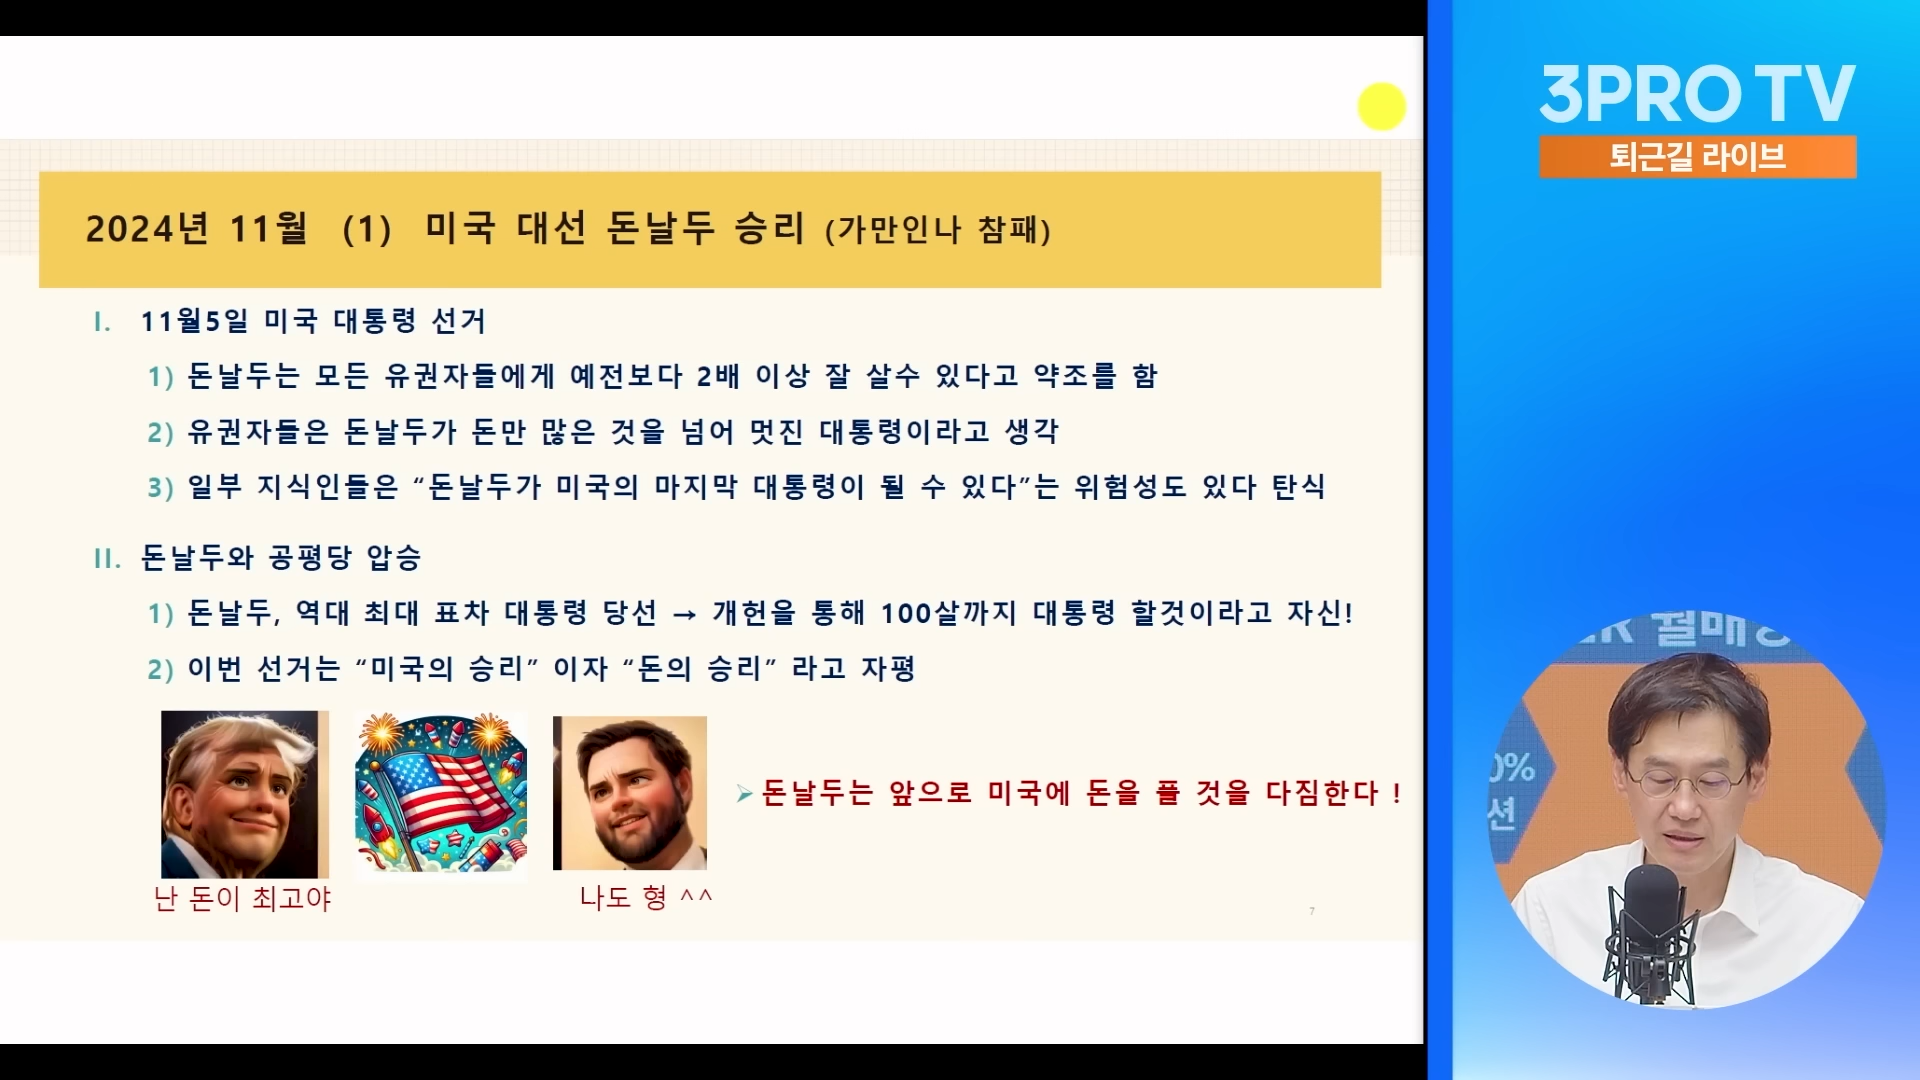 3PRO TV
퇴근길 라이브
2024년 11월 (1) 미국 대선 돈날두 승리 (가만인나 참패)
I. 11월5일 미국 대통령 선거
1) 돈날두는 모든 유권자들에게 예전보다 2배 이상 잘 살수 있다고 약조를 함
2) 유권자들은 돈날두가 돈만 많은 것을 넘어 멋진 대통령이라고 생각
3) 일부 지식인들은 “돈날두가 미국의 마지막 대통령이 될 수 있다”는 위험성도 있다 탄식
II. 돈날두와 공평당 압승
1) 돈날두, 역대 최대 표차 대통령 당선 → 개헌을 통해 100살까지 대통령 할것이라고 자신!
2) 이번 선거는 “미국의 승리” 이자 “돈의 승리” 라고 자평
➢ 돈날두는 앞으로 미국에 돈을 풀 것을 다짐한다 !
난 돈이 최고야
나도 형 ^^
7
0%
선